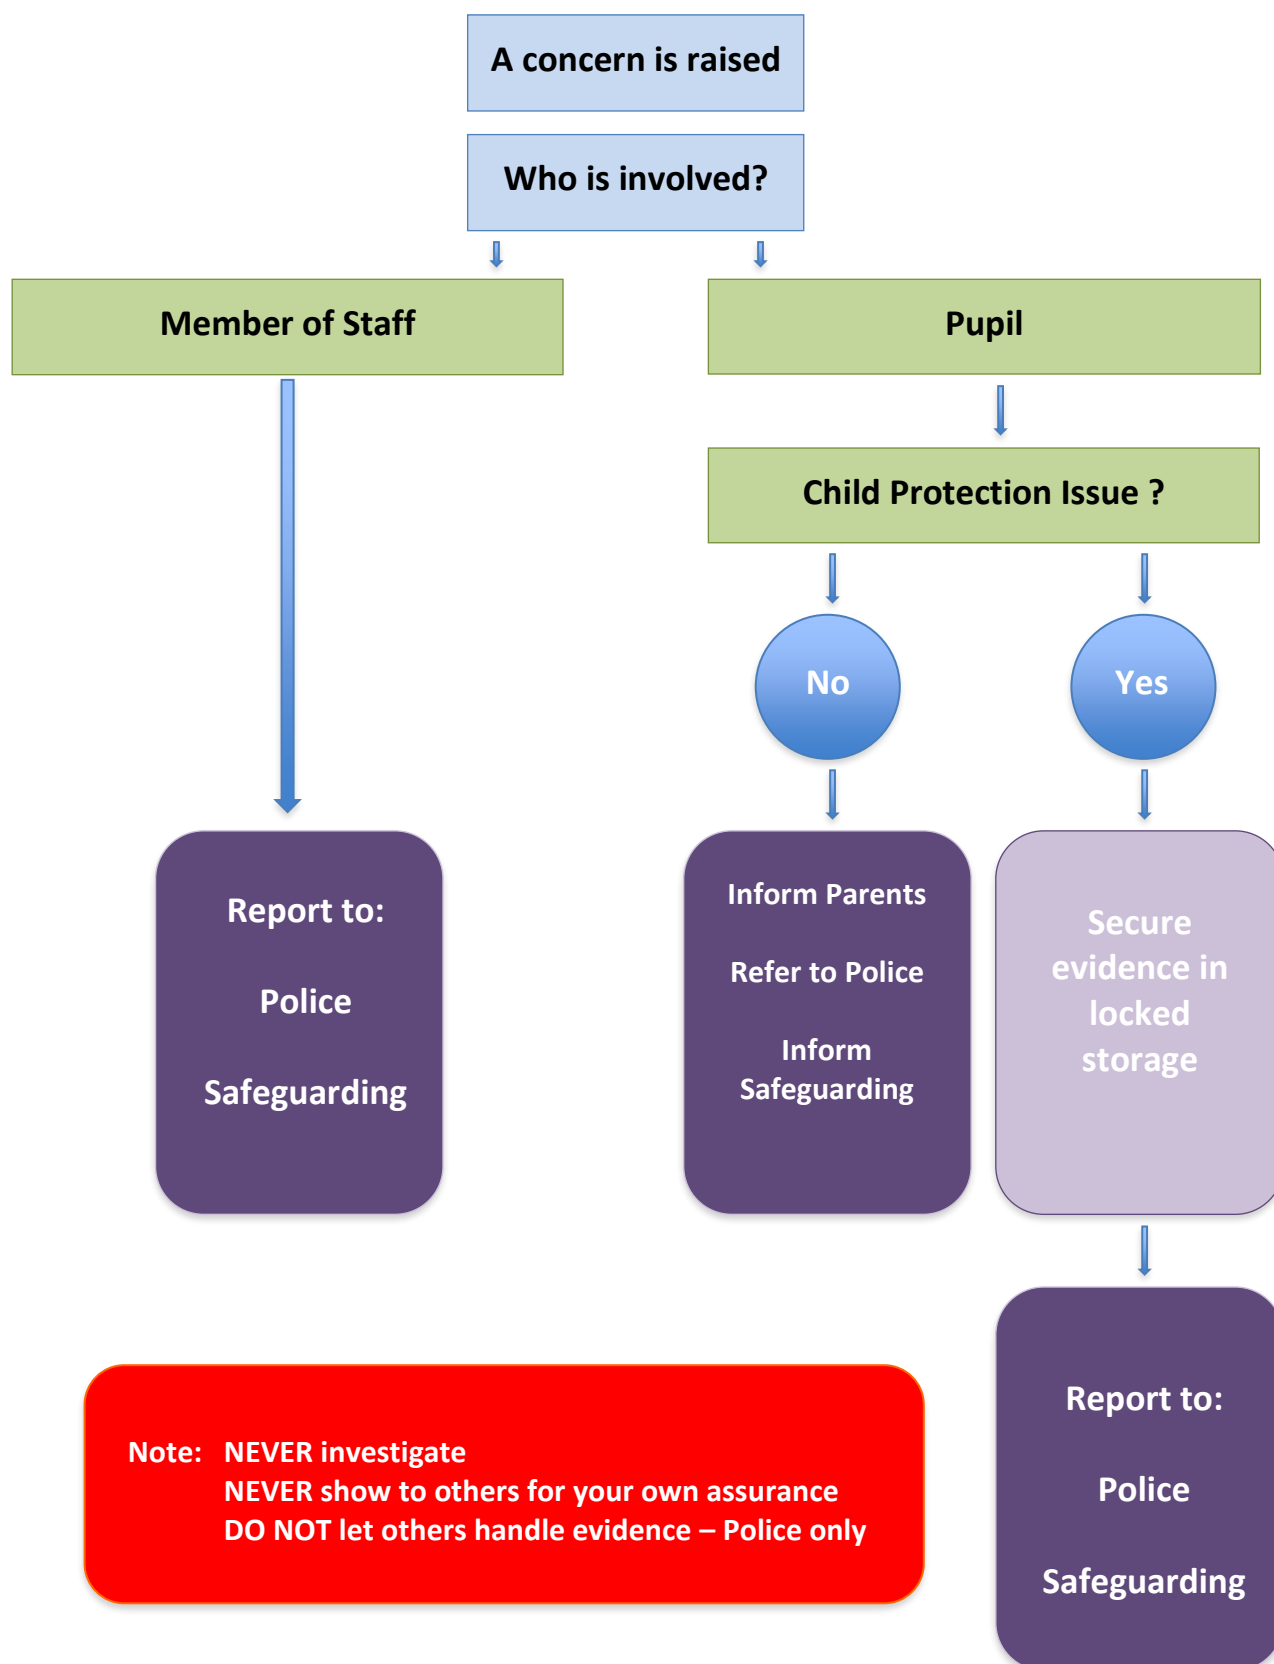 A concern is raised
Who is involved?
Member of Staff
Pupil
Child Protection Issue ?
No
Yes
Report to:
Police
Safeguarding
Inform Parents
Refer to Police
Inform
Safeguarding
Secure
evidence in
locked
storage
Note: NEVER investigate
NEVER show to others for your own assurance
DO NOT let others handle evidence – Police only
Report to:
Police
Safeguarding